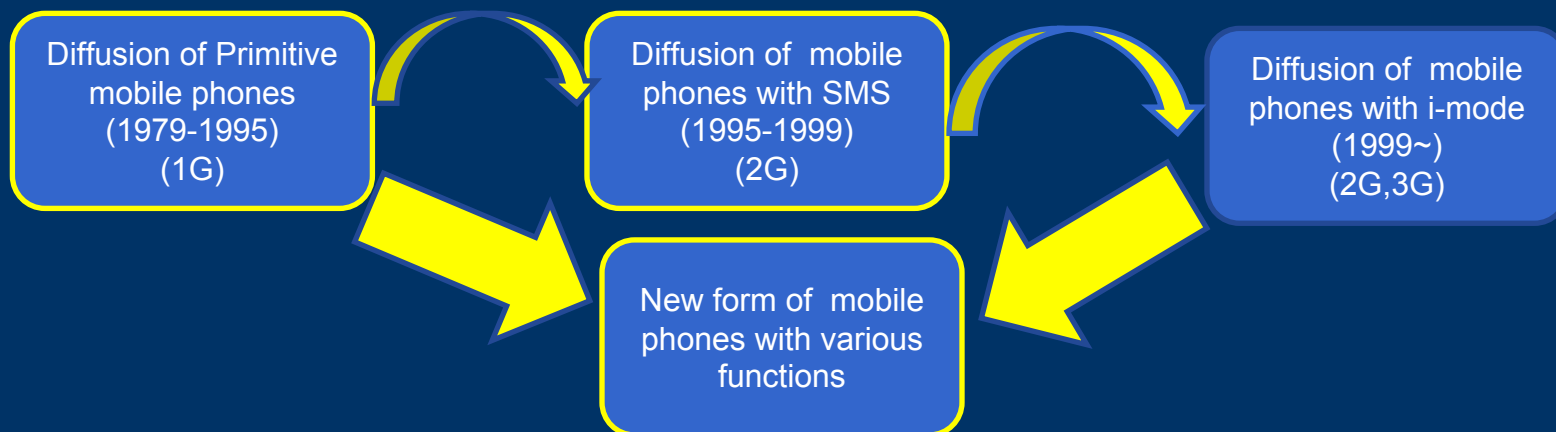 Diffusion of Primitive
mobile phones
(1979-1995)
(1G)
Diffusion of mobile
phones with SMS
(1995-1999)
(2G)
Diffusion of mobile
phones with i-mode
(1999~)
(2G,3G)
New form of mobile
phones with various
functions